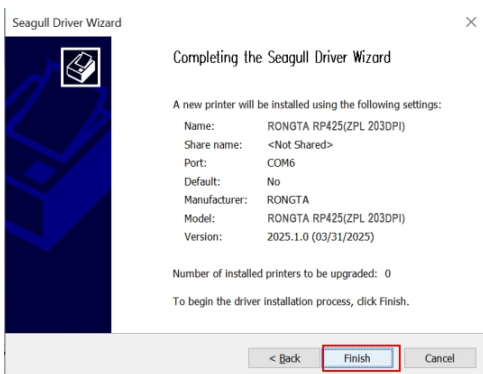 Seagull Driver Wizard
Completing the Seagull Driver Wizard
A new printer will be installed using the following settings:
Name: RONGTA RP425(ZPL 203DPI)
Share name: <Not Shared>
Port: COM6
Default: No
Manufacturer: RONGTA
Model: RONGTA RP425(ZPL 203DPI)
Version: 2025.1.0 (03/31/2025)
Number of installed printers to be upgraded: 0
To begin the driver installation process, click Finish.
< Back Finish Cancel